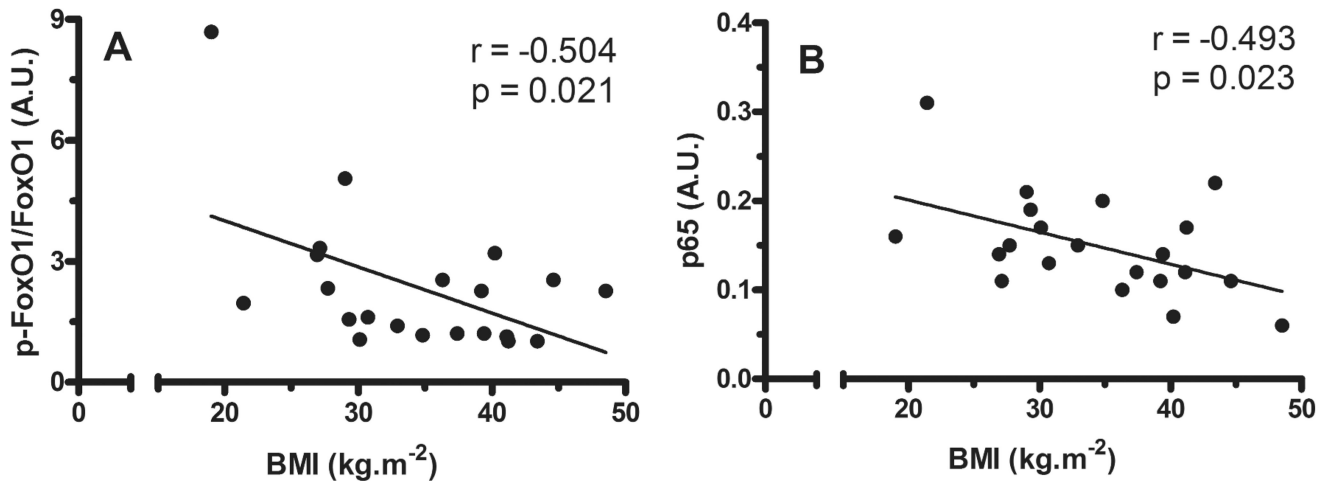 A
r = -0.504
p = 0.021
p-FoxO1/FoxO1 (A.U.)
9
6
3
0
0 20 30 40 50
BMI (kg.m-2)
B
r = -0.493
p = 0.023
p65 (A.U.)
0.4
0.3
0.2
0.1
0.0
0 20 30 40 50
BMI (kg.m-2)